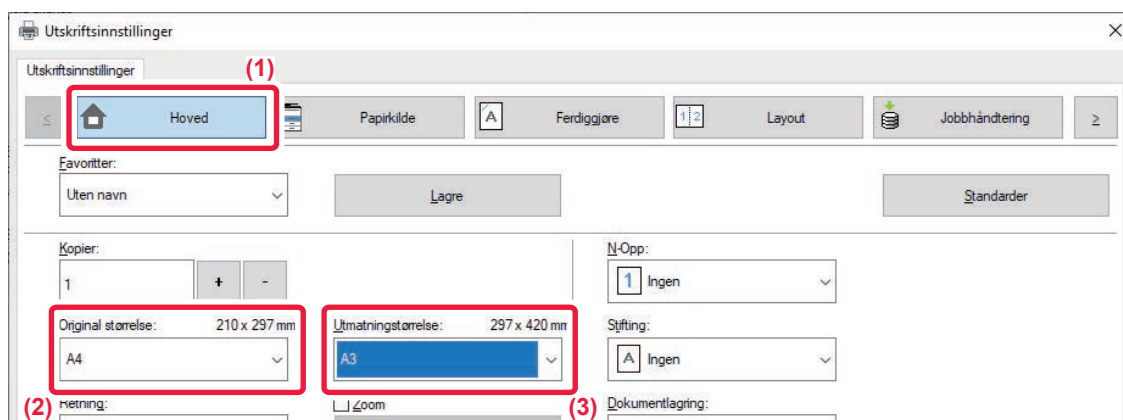 Utskriftsinnstillinger
Utskriftsinnstillinger
(1)
Hoved
Papirkilde
Ferdiggjøre
Layout
Jobbhåndtering
Favoritter:
Uten navn
Lagre
Standarder
Kopier:
1
+
-
N-Opp:
1 Ingen
Original størrelse: 210 x 297 mm
A4
Utmatningstørrelse: 297 x 420 mm
A3
Stifting:
A Ingen
(2)
Retning:
Zoom
(3)
Dokumentlagring: